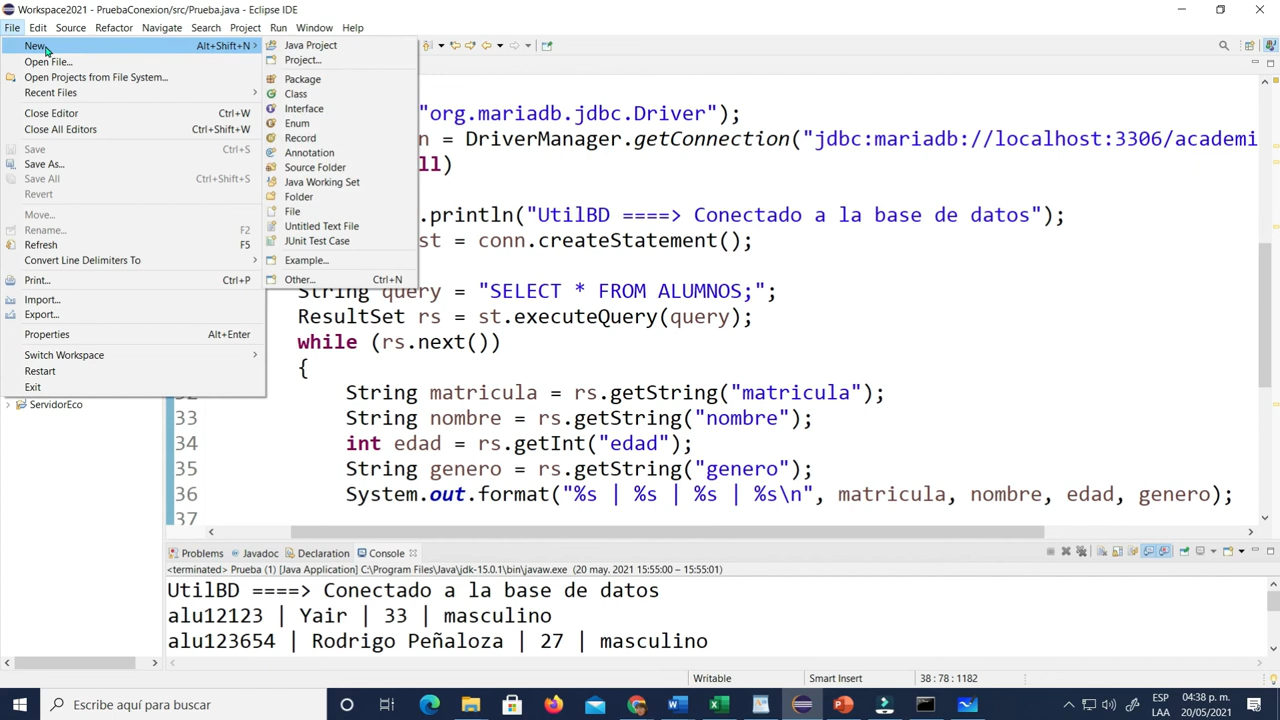 Workspace2021 - PruebaConexion/src/Prueba.java - Eclipse IDE
File Edit Source Refactor Navigate Search Project Run Window Help
New Alt+Shift+N
Open File...
Open Projects from File System...
Recent Files
Close Editor Ctrl+W
Close All Editors Ctrl+Shift+W
Save Ctrl+S
Save As...
Save All Ctrl+Shift+S
Revert
Move...
Rename... F2
Refresh F5
Convert Line Delimiters To
Print... Ctrl+P
Import...
Export...
Properties Alt+Enter
Switch Workspace
Restart
Exit
Java Project
Project...
Package
Class
Interface
Enum
Record
Annotation
Source Folder
Java Working Set
Folder
File
Untitled Text File
JUnit Test Case
Example...
Other... Ctrl+N
ServidorEco
"org.mariadb.jdbc.Driver");
n = DriverManager.getConnection("jdbc:mariadb://localhost:3306/academi
ll)
.println("UtilBD ====> Conectado a la base de datos");
st = conn.createStatement();
String query = "SELECT * FROM ALUMNOS;";
ResultSet rs = st.executeQuery(query);
while (rs.next())
{
32 String matricula = rs.getString("matricula");
33 String nombre = rs.getString("nombre");
34 int edad = rs.getInt("edad");
35 String genero = rs.getString("genero");
36 System.out.format("%s | %s | %s | %s\n", matricula, nombre, edad, genero);
37
Problems Javadoc Declaration Console
<terminated> Prueba (1) [Java Application] C:\Program Files\Java\jdk-15.0.1\bin\javaw.exe (20 may. 2021 15:55:00 – 15:55:01)
UtilBD ====> Conectado a la base de datos
alu12123 | Yair | 33 | masculino
alu123654 | Rodrigo Peñaloza | 27 | masculino
Writable Smart Insert 38 : 78 : 1182
Escribe aquí para buscar
ESP
LAA
04:38 p. m.
20/05/2021